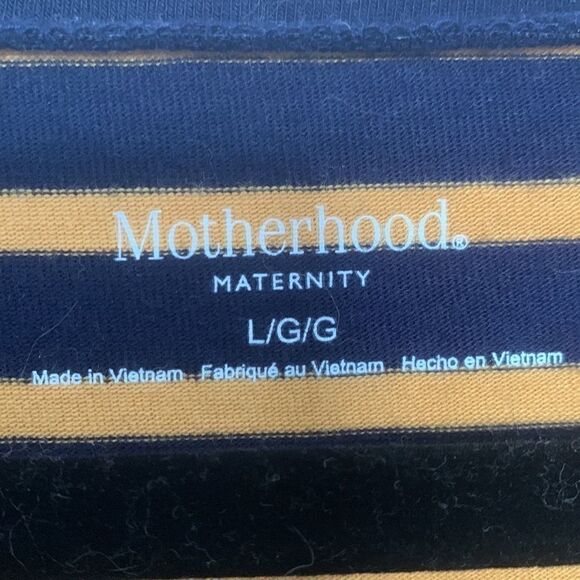 Motherhood®
MATERNITY
L/G/G
Made in Vietnam Fabriqué au Vietnam Hecho en Vietnam